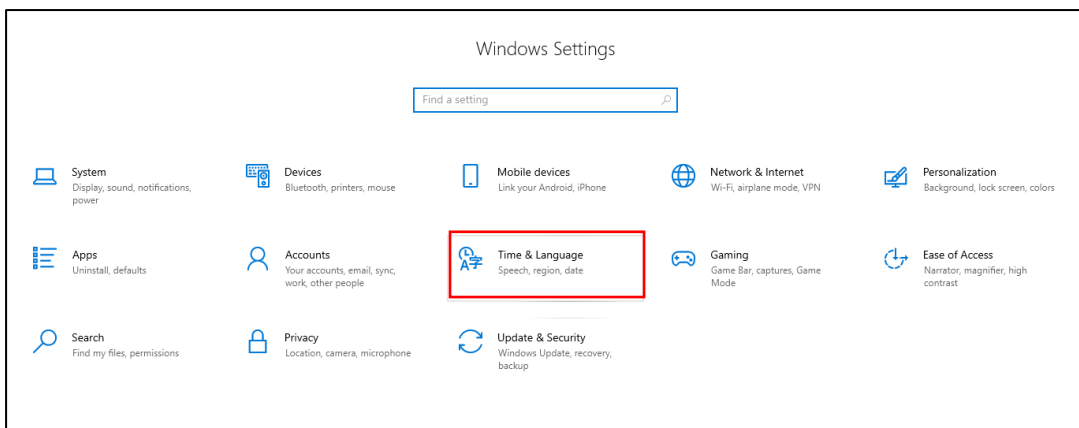 Windows Settings
Find a setting
System
Display, sound, notifications,
power
Devices
Bluetooth, printers, mouse
Mobile devices
Link your Android, iPhone
Network & Internet
Wi-Fi, airplane mode, VPN
Personalization
Background, lock screen, colors
Apps
Uninstall, defaults
Accounts
Your accounts, email, sync,
work, other people
Time & Language
Speech, region, date
Gaming
Game Bar, captures, Game
Mode
Ease of Access
Narrator, magnifier, high
contrast
Search
Find my files, permissions
Privacy
Location, camera, microphone
Update & Security
Windows Update, recovery,
backup